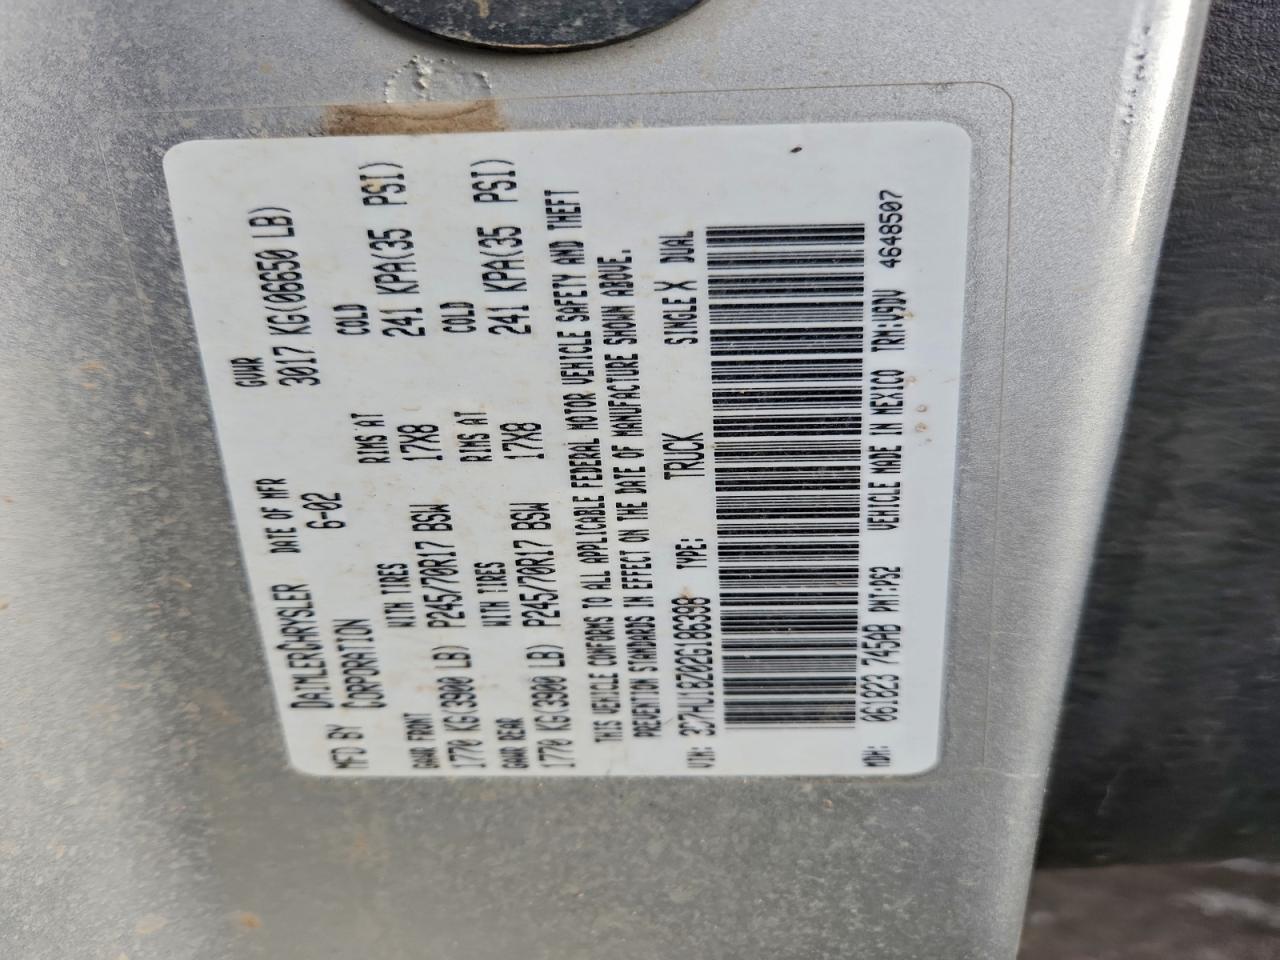 MFD BY DAIMLERCHRYSLER CORPORATION DATE OF MFR 6-02 GVWR 3017 KG(06650 LB)
GAWR FRONT WITH TIRES RIMS AT COLD
1770 KG(3900 LB) P245/70R17 BSW 17X8 241 KPA(35 PSI)
GAWR REAR WITH TIRES RIMS AT COLD
1770 KG(3900 LB) P245/70R17 BSW 17X8 241 KPA(35 PSI)
THIS VEHICLE CONFORMS TO ALL APPLICABLE FEDERAL MOTOR VEHICLE SAFETY AND THEFT
PREVENTION STANDARDS IN EFFECT ON THE DATE OF MANUFACTURE SHOWN ABOVE.
VIN: 3D7HU18Z02G186398 TYPE: TRUCK SINGLE X DUAL
MDH: 061823 745AB PNT:PS2 VEHICLE MADE IN MEXICO TRM:V9DV 4648507